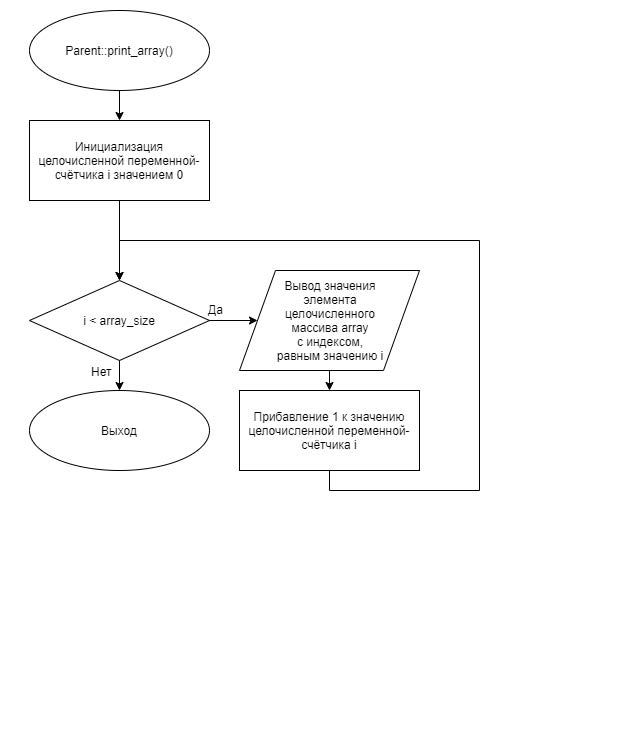 Parent::print_array()
Инициализация
целочисленной переменной-
счётчика i значением 0
i < array_size
Да
Вывод значения
элемента
целочисленного
массива array
с индексом,
равным значению i
Нет
Прибавление 1 к значению
целочисленной переменной-
счётчика i
Выход